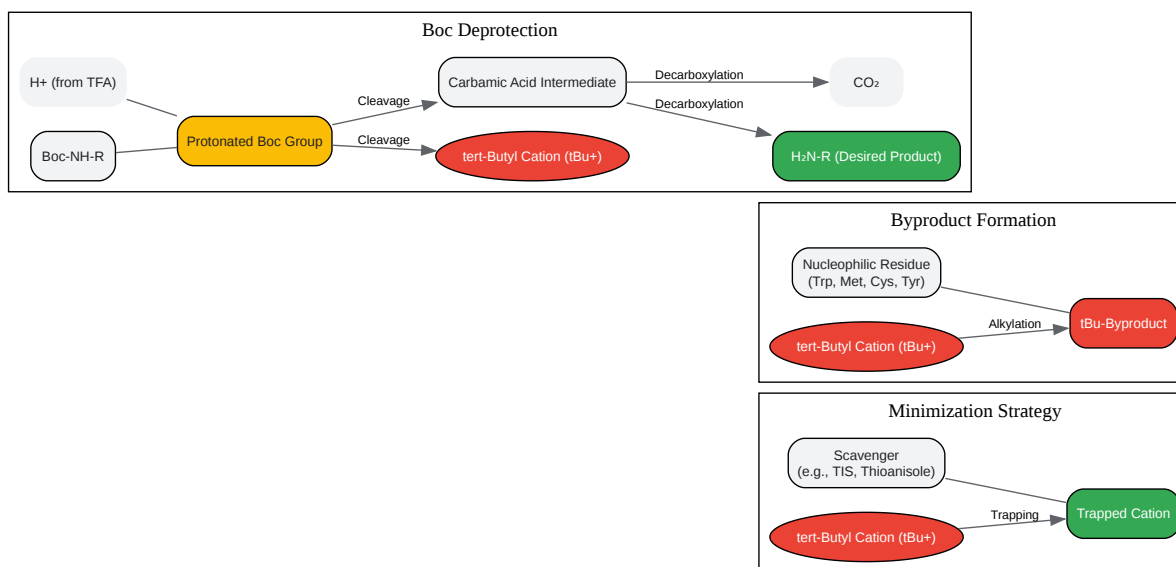 Boc Deprotection
H+ (from TFA)
Boc-NH-R
Protonated Boc Group
Cleavage
Cleavage
Carbamic Acid Intermediate
tert-Butyl Cation (tBu+)
Decarboxylation
Decarboxylation
CO₂
H₂N-R (Desired Product)
Byproduct Formation
Nucleophilic Residue
(Trp, Met, Cys, Tyr)
tert-Butyl Cation (tBu+)
Alkylation
tBu-Byproduct
Minimization Strategy
Scavenger
(e.g., TIS, Thioanisole)
tert-Butyl Cation (tBu+)
Trapping
Trapped Cation